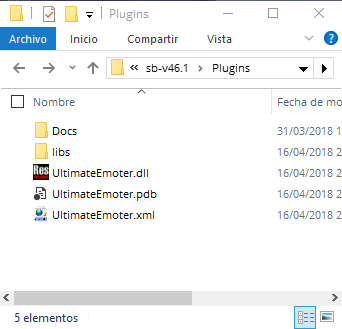 Plugins
Archivo Inicio Compartir Vista
« sb-v46.1 > Plugins
Nombre Fecha de mo
Docs 31/03/2018 1
libs 16/04/2018 2
UltimateEmoter.dll 16/04/2018 2
UltimateEmoter.pdb 16/04/2018 2
UltimateEmoter.xml 16/04/2018 2
5 elementos